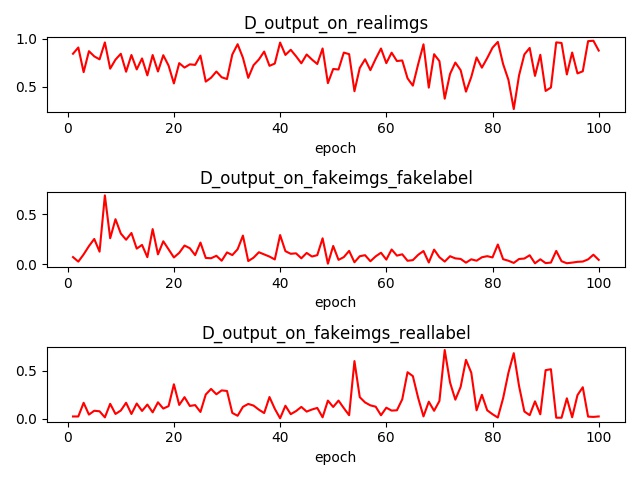 D_output_on_realimgs
1.0
0.5
0 20 40 60 80 100
epoch
D_output_on_fakeimgs_fakelabel
0.5
0.0
0 20 40 60 80 100
D_output_on_fakeimgs_reallabel
0.5
0.0
0 20 40 60 80 100
epoch